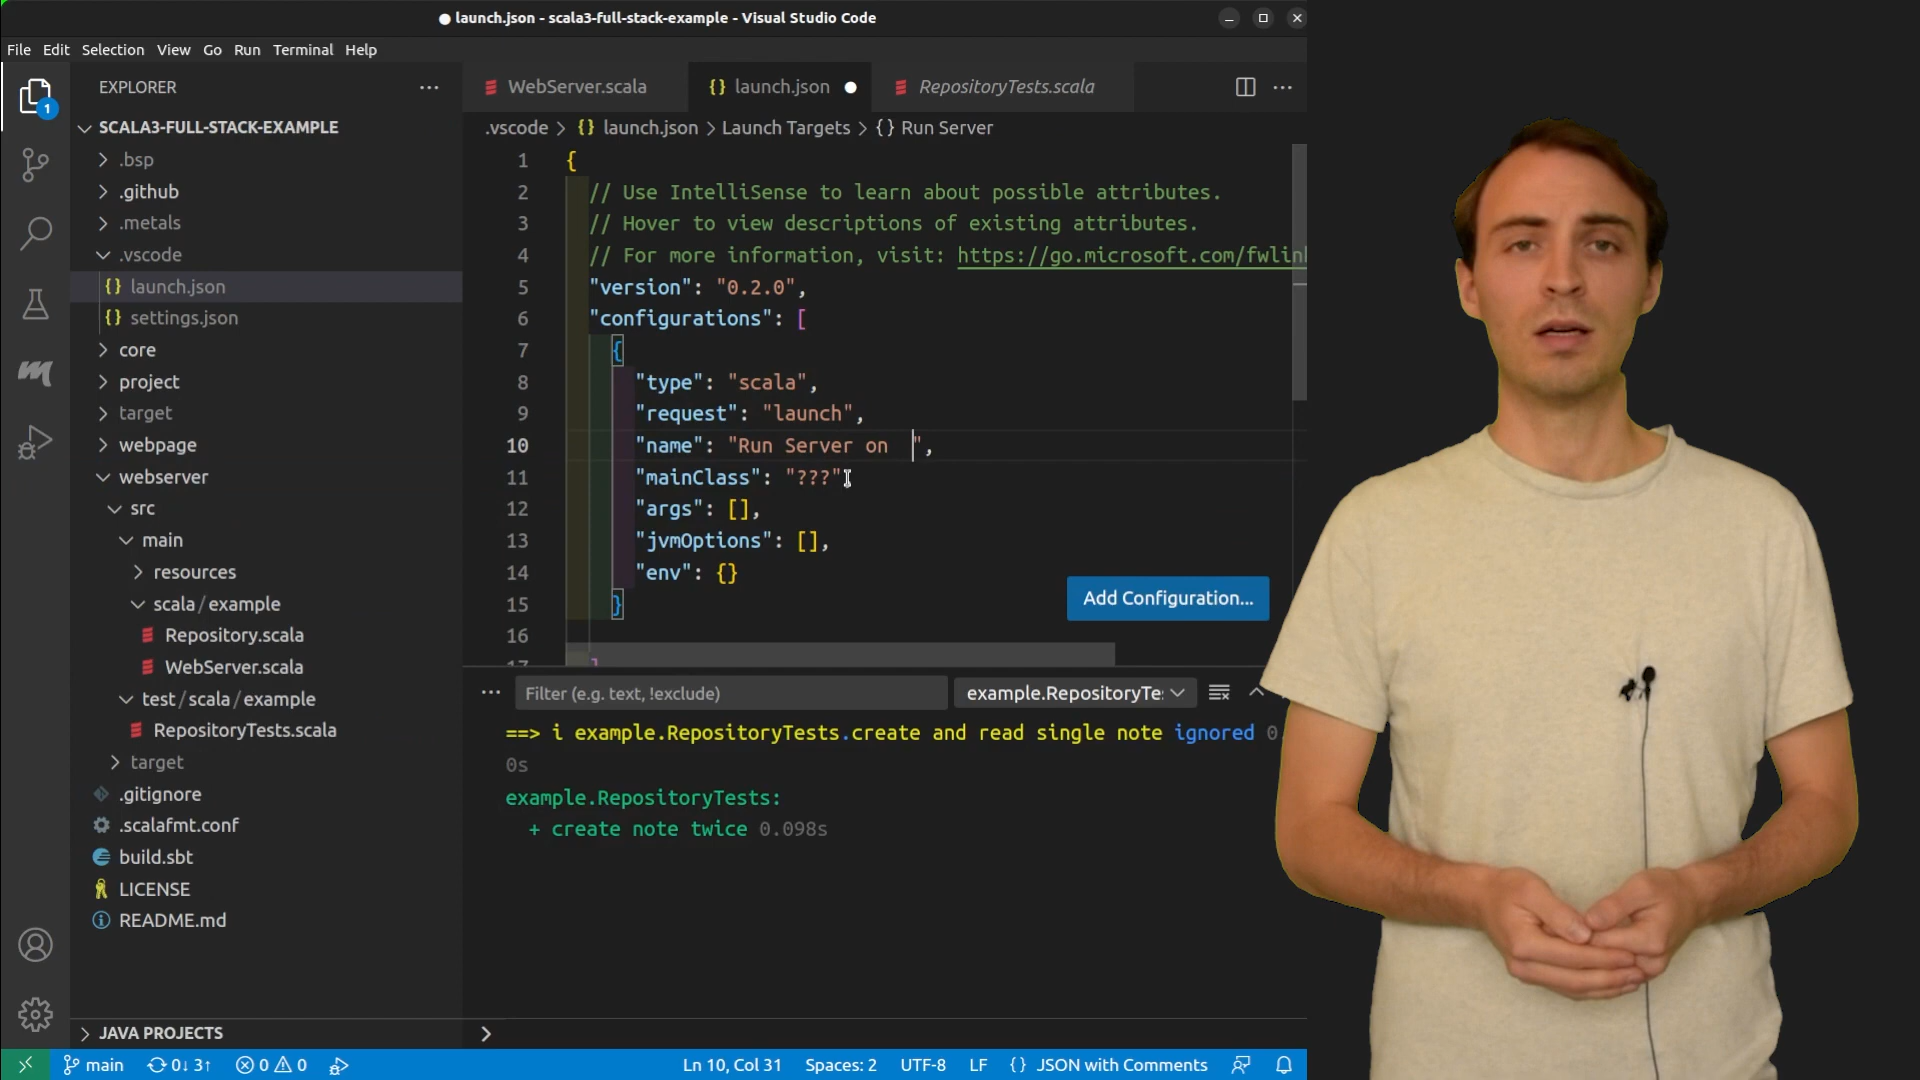 launch.json - scala3-full-stack-example - Visual Studio Code
File Edit Selection View Go Run Terminal Help
1
EXPLORER
SCALA3-FULL-STACK-EXAMPLE
.bsp
.github
.metals
.vscode
launch.json
settings.json
core
project
target
webpage
webserver
src
main
resources
scala/example
Repository.scala
WebServer.scala
test/scala/example
RepositoryTests.scala
target
.gitignore
.scalafmt.conf
build.sbt
LICENSE
README.md
JAVA PROJECTS
WebServer.scala {} launch.json RepositoryTests.scala
.vscode > {} launch.json > Launch Targets > {} Run Server
1 {
2 // Use IntelliSense to learn about possible attributes.
3 // Hover to view descriptions of existing attributes.
4 // For more information, visit: https://go.microsoft.com/fwlin
5 "version": "0.2.0",
6 "configurations": [
7 {
8 "type": "scala",
9 "request": "launch",
10 "name": "Run Server on  ",
11 "mainClass": "???"
12 "args": [],
13 "jvmOptions": [],
14 "env": {}
15 }
16
17 ]
Add Configuration...
Filter (e.g. text, !exclude) example.RepositoryTe
==> i example.RepositoryTests.create and read single note ignored 0.
0s
example.RepositoryTests:
+ create note twice 0.098s
>
main 0↓ 3↑ 0 0 Ln 10, Col 31 Spaces: 2 UTF-8 LF {} JSON with Comments